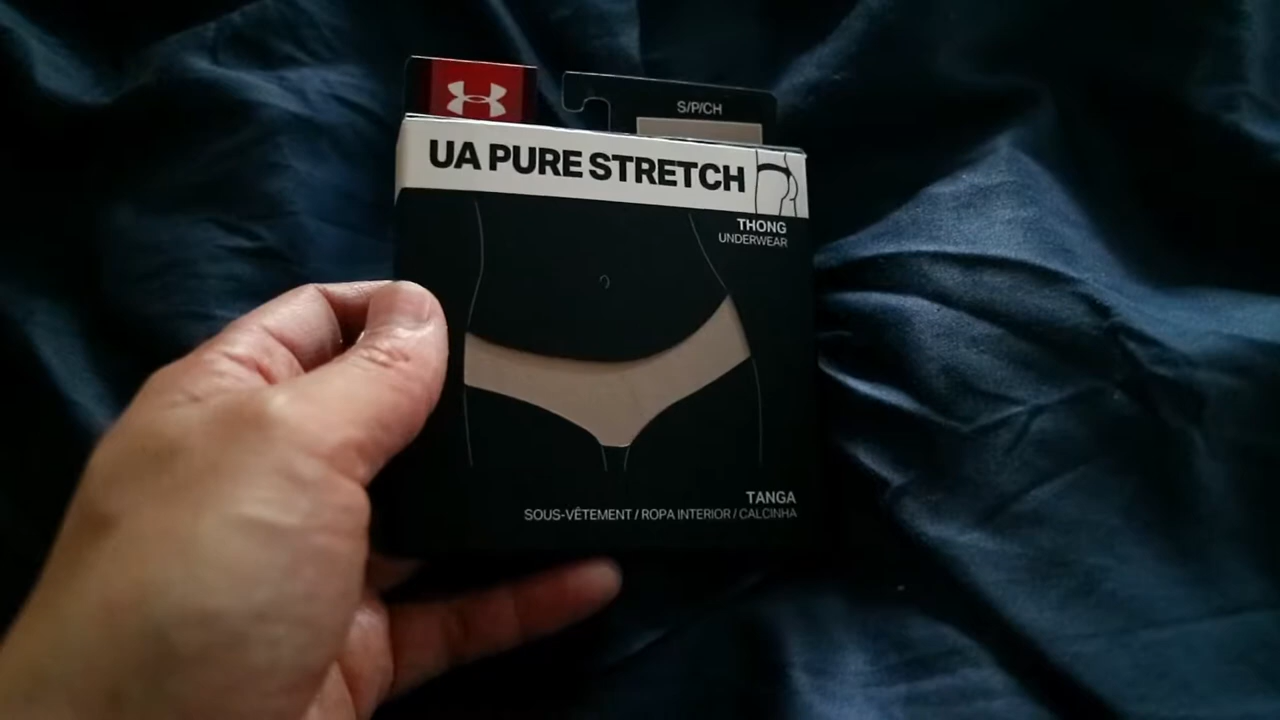 S/P/CH
UA PURE STRETCH
THONG
UNDERWEAR
TANGA
SOUS-VÊTEMENT / ROPA INTERIOR / CALCINHA